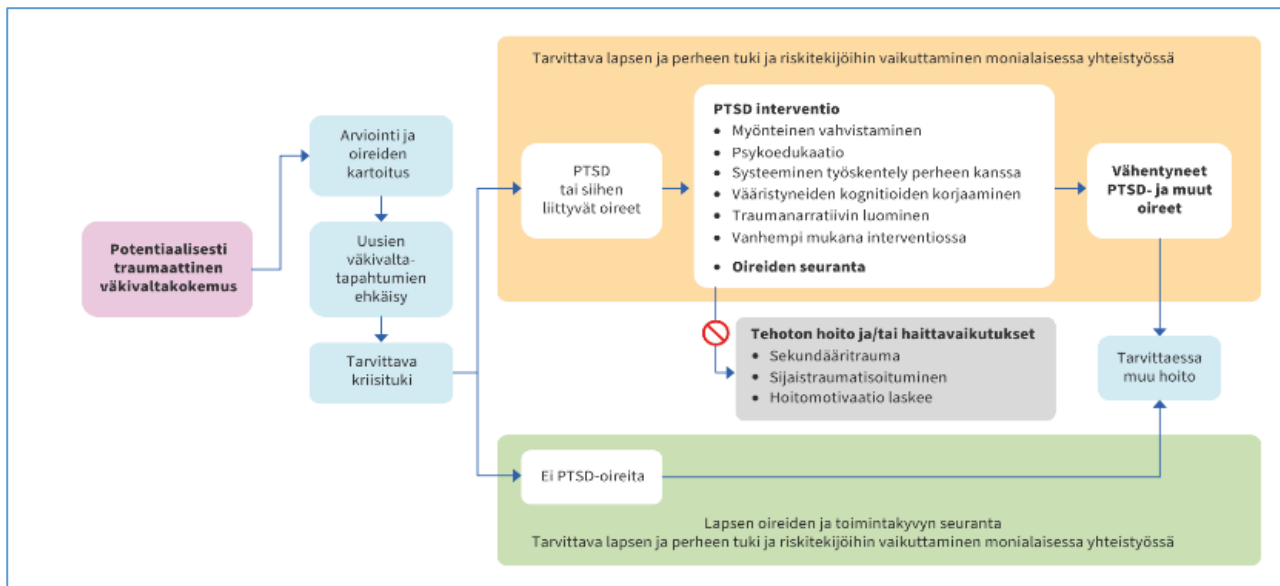 Tarvittava lapsen ja perheen tuki ja riskitekijöihin vaikuttaminen monialaisessa yhteistyössä
Potentiaalisesti
traumaattinen
väkivaltakokemus
Arviointi ja
oireiden
kartoitus
Uusien
väkivalta-
tapahtumien
ehkäisy
Tarvittava
kriisituki
PTSD
tai siihen
liittyvät oireet
PTSD interventio
• Myönteinen vahvistaminen
• Psykoedukaatio
• Systeeminen työskentely perheen kanssa
• Vääristyneiden kognitioiden korjaaminen
• Traumanarratiivin luominen
• Vanhempi mukana interventiossa
• Oireiden seuranta
Vähentyneet
PTSD- ja muut
oireet
Tehoton hoito ja/tai haittavaikutukset
• Sekundääritrauma
• Sijaistraumatisoituminen
• Hoitomotivaatio laskee
Tarvittaessa
muu hoito
Ei PTSD-oireita
Lapsen oireiden ja toimintakyvyn seuranta
Tarvittava lapsen ja perheen tuki ja riskitekijöihin vaikuttaminen monialaisessa yhteistyössä